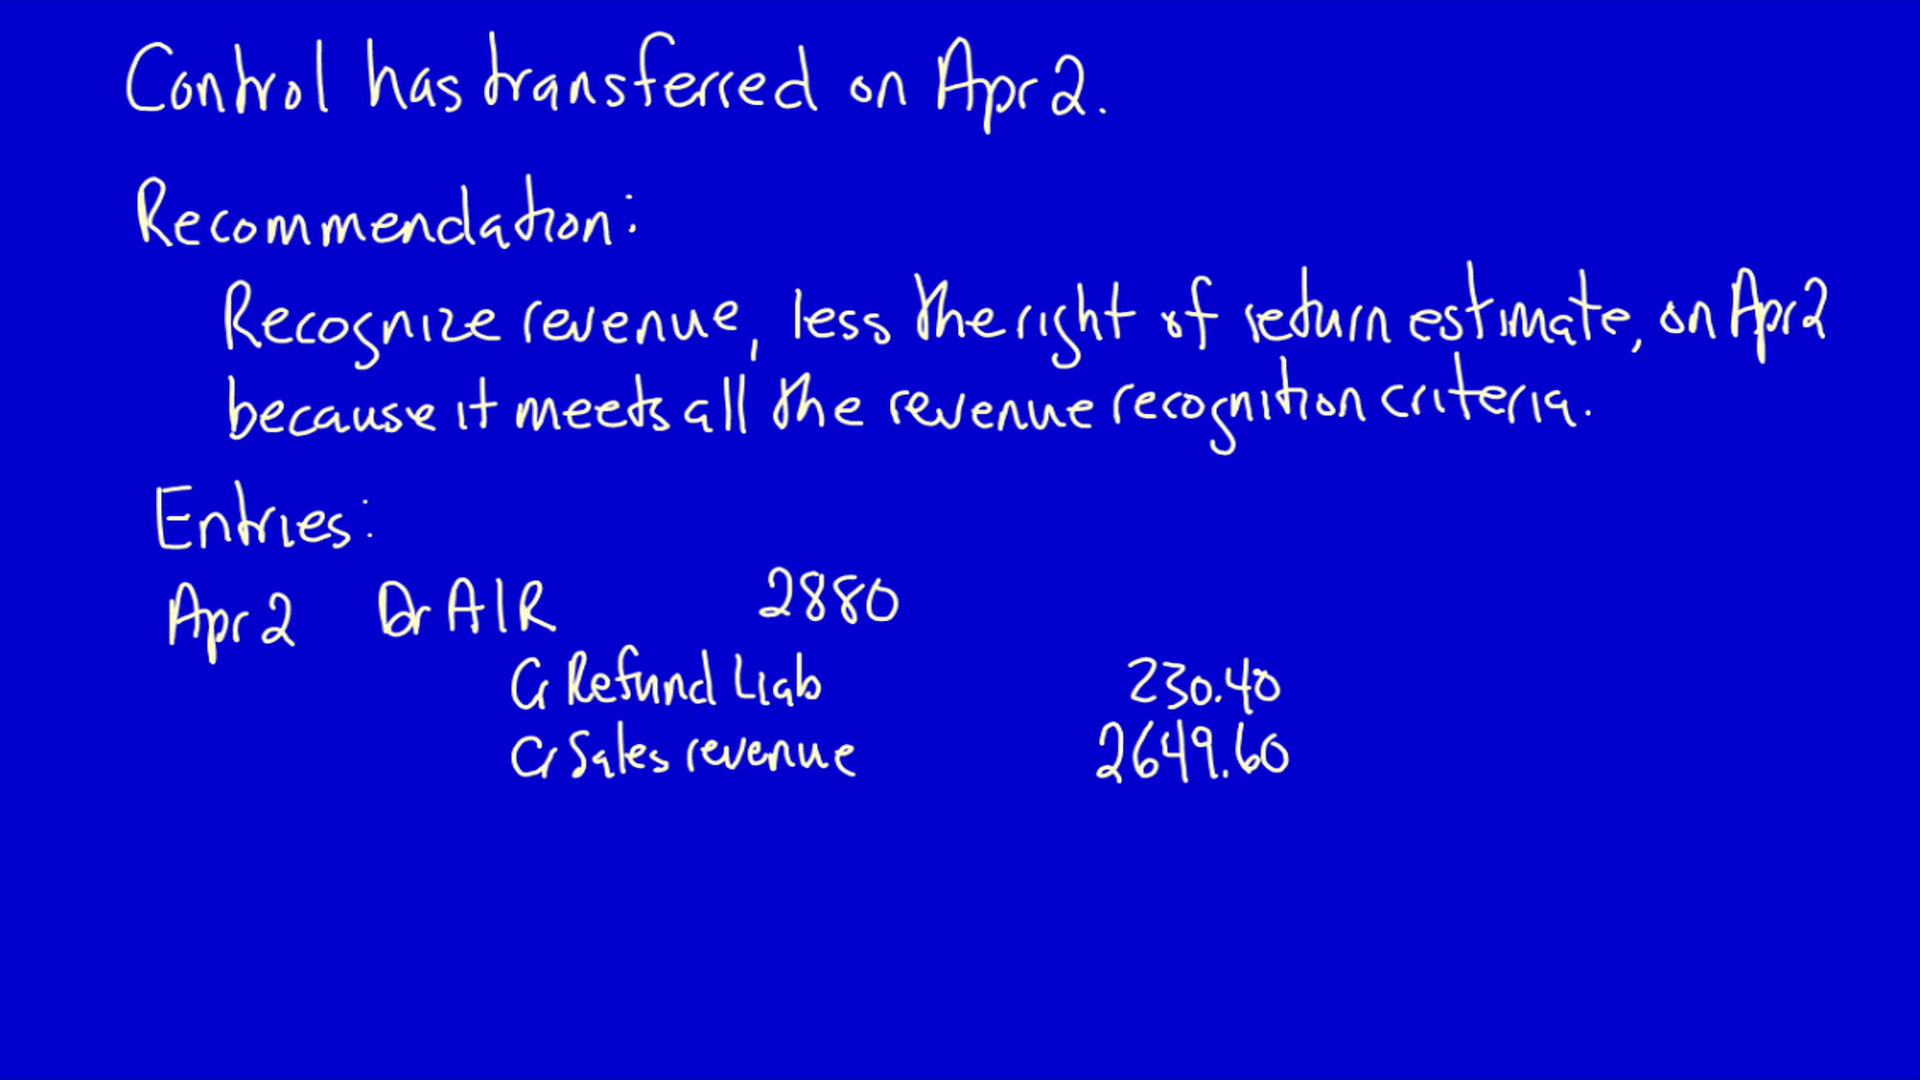 Control has transferred on Apr 2.
Recommendation:
Recognize revenue, less the right of return estimate, on Apr 2
because it meets all the revenue recognition criteria.
Entries:
Apr 2 Dr A/R 2880
Cr Refund Liab 230.40
Cr Sales revenue 2649.60